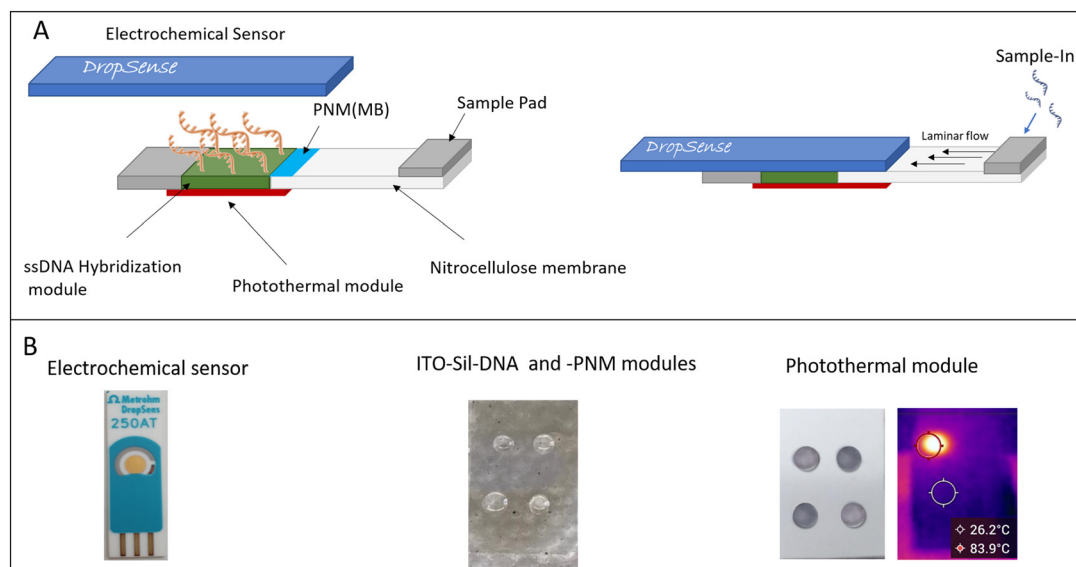 A
Electrochemical Sensor
DropSense
PNM(MB)
Sample Pad
ssDNA Hybridization
module
Photothermal module
Nitrocellulose membrane
Sample-In
Laminar flow
DropSense
B
Electrochemical sensor
Metrohm
DropSens
250AT
ITO-Sil-DNA and -PNM modules
Photothermal module
26.2°C
83.9°C